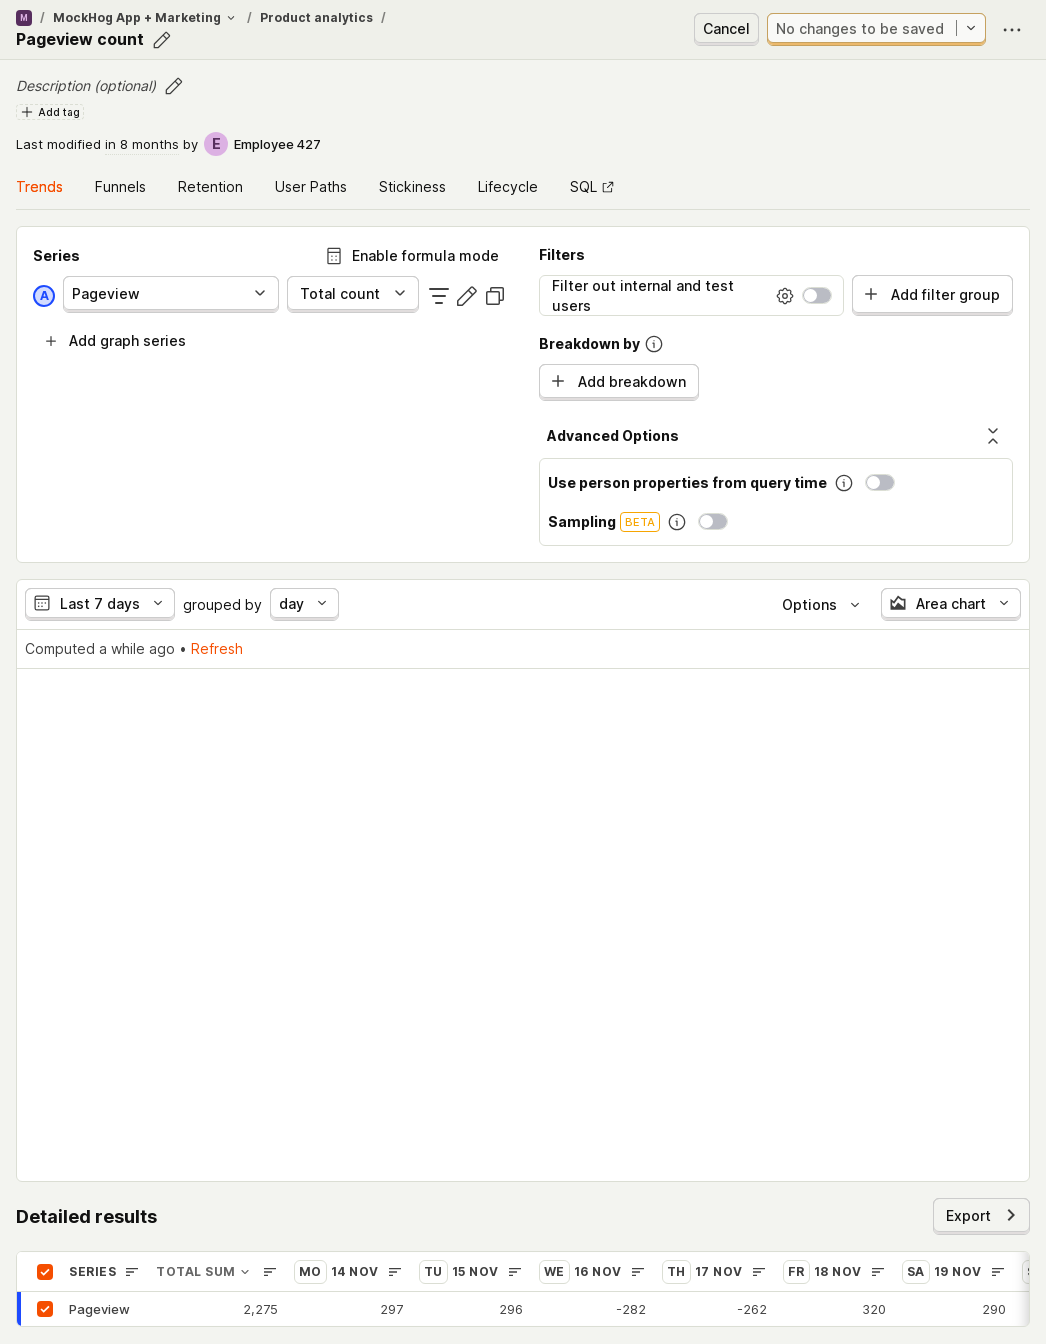 M / MockHog App + Marketing / Product analytics /
Pageview count
Cancel
No changes to be saved
Description (optional)
Add tag
Last modified in 8 months by E Employee 427
Trends Funnels Retention User Paths Stickiness Lifecycle SQL
Series
Enable formula mode
A Pageview Total count
Add graph series
Filters
Filter out internal and test
users
Add filter group
Breakdown by
Add breakdown
Advanced Options
Use person properties from query time
Sampling BETA
Last 7 days grouped by day
Options Area chart
Computed a while ago • Refresh
Detailed results
Export
SERIES TOTAL SUM MO 14 NOV TU 15 NOV WE 16 NOV TH 17 NOV FR 18 NOV SA 19 NOV
Pageview 2,275 297 296 -282 -262 320 290